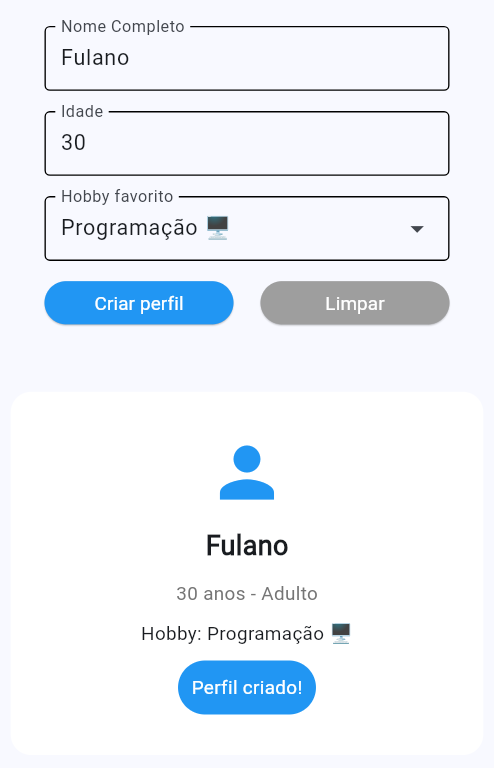 Nome Completo
Fulano
Idade
30
Hobby favorito
Programação 🖥️
Criar perfil
Limpar
Fulano
30 anos - Adulto
Hobby: Programação 🖥️
Perfil criado!